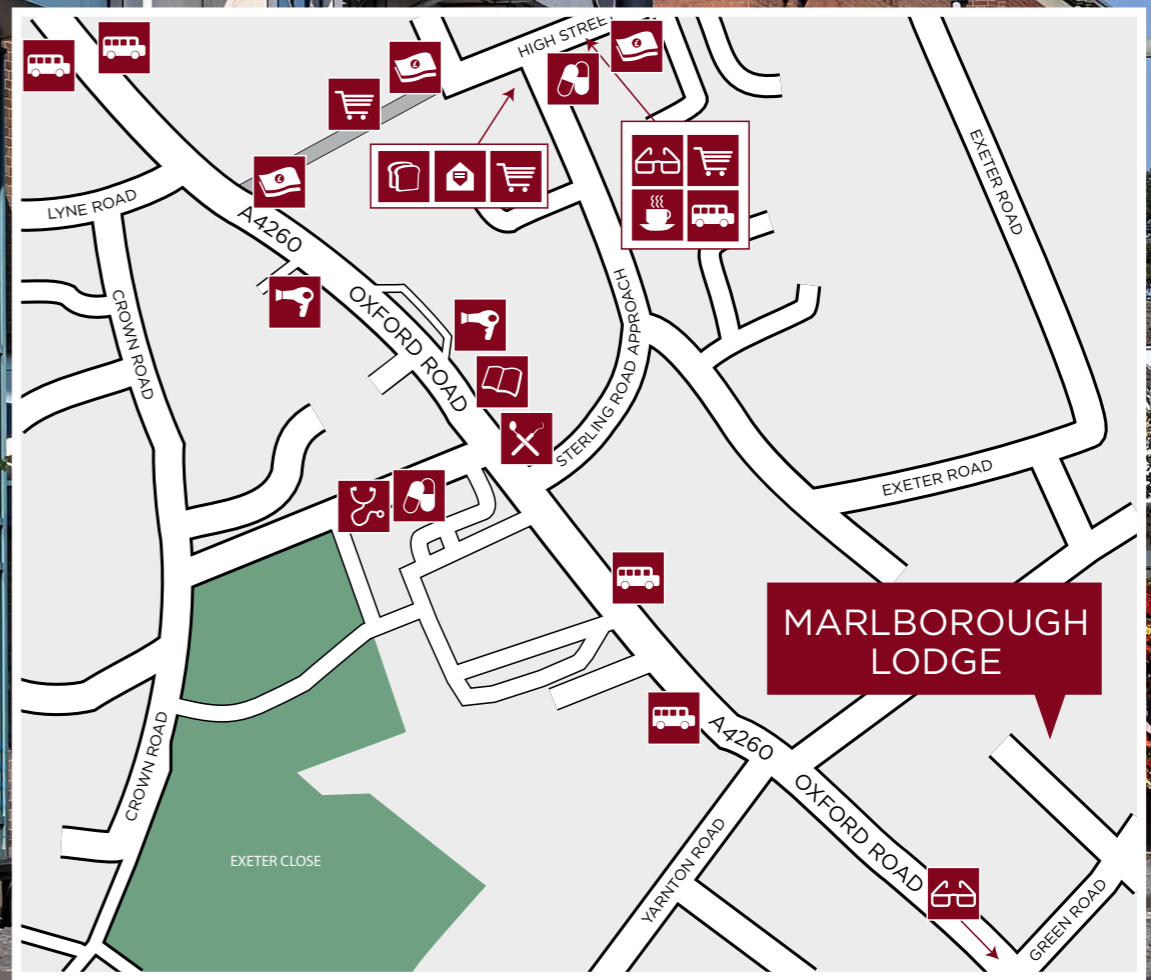 HIGH STREE
LYNE ROAD
A4260
EXETER ROAD
CROWN ROAD
OXFORD ROAD
STERLING ROAD APPROACH
EXETER ROAD
MARLBOROUGH
LODGE
CROWN ROAD
A4260
OXFORD ROAD
EXETER CLOSE
YARNTON ROAD
GREEN ROAD